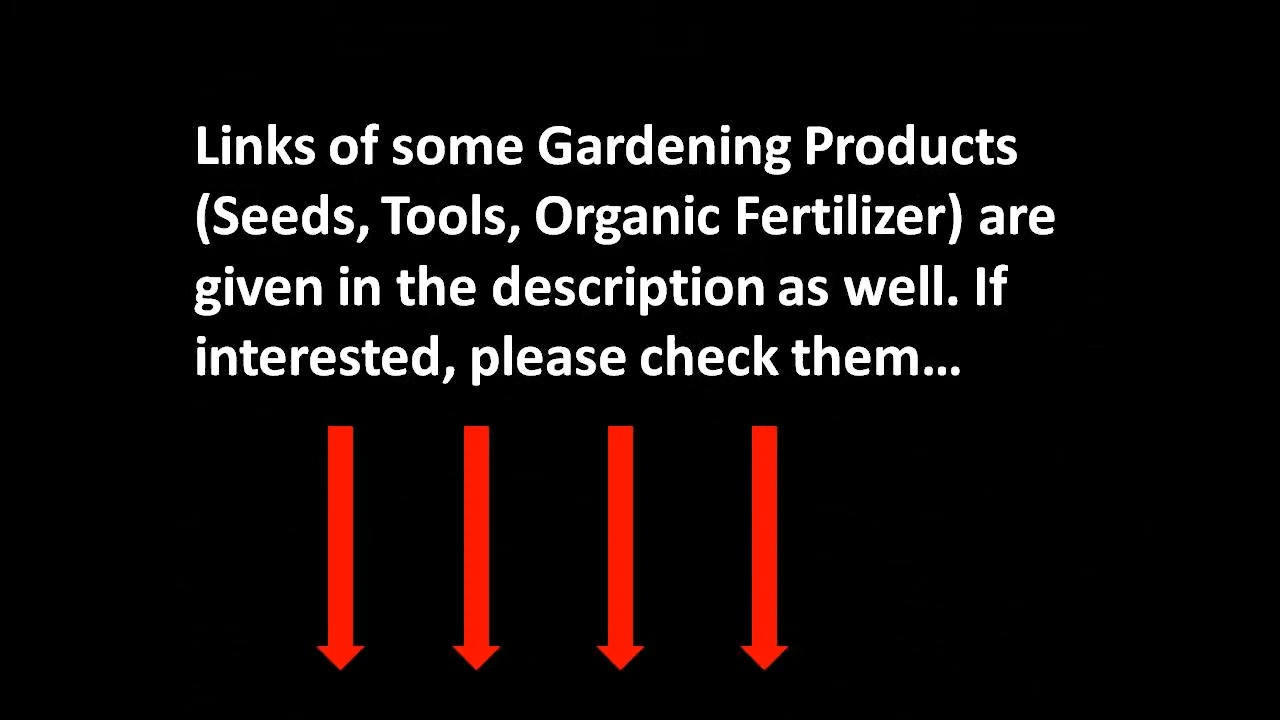 Links of some Gardening Products
(Seeds, Tools, Organic Fertilizer) are
given in the description as well. If
interested, please check them…